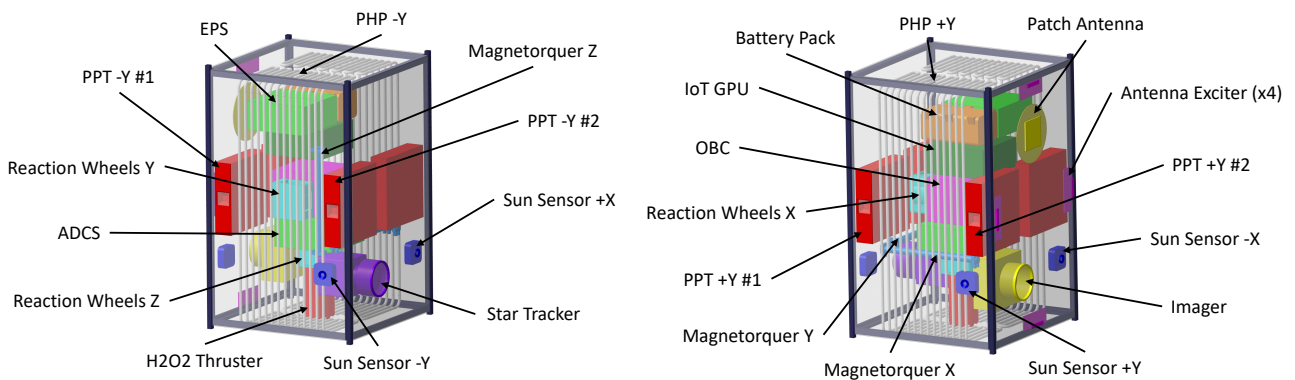 PHP -Y
EPS
Magnetorquer Z
PPT -Y #1
PPT -Y #2
Reaction Wheels Y
Sun Sensor +X
ADCS
Reaction Wheels Z
Star Tracker
H2O2 Thruster
Sun Sensor -Y
PHP +Y
Patch Antenna
Battery Pack
IoT GPU
Antenna Exciter (x4)
OBC
PPT +Y #2
Reaction Wheels X
Sun Sensor -X
PPT +Y #1
Imager
Magnetorquer Y
Magnetorquer X
Sun Sensor +Y